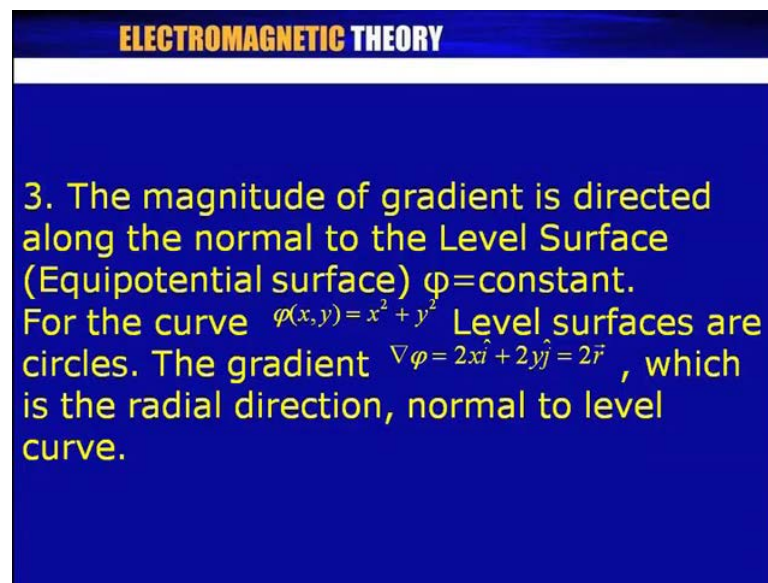 ELECTROMAGNETIC THEORY
3. The magnitude of gradient is directed
along the normal to the Level Surface
(Equipotential surface) φ=constant.
For the curve φ(x,y) = x² + y² Level surfaces are
circles. The gradient ∇φ = 2xî + 2yĵ = 2r⃗ , which
is the radial direction, normal to level
curve.